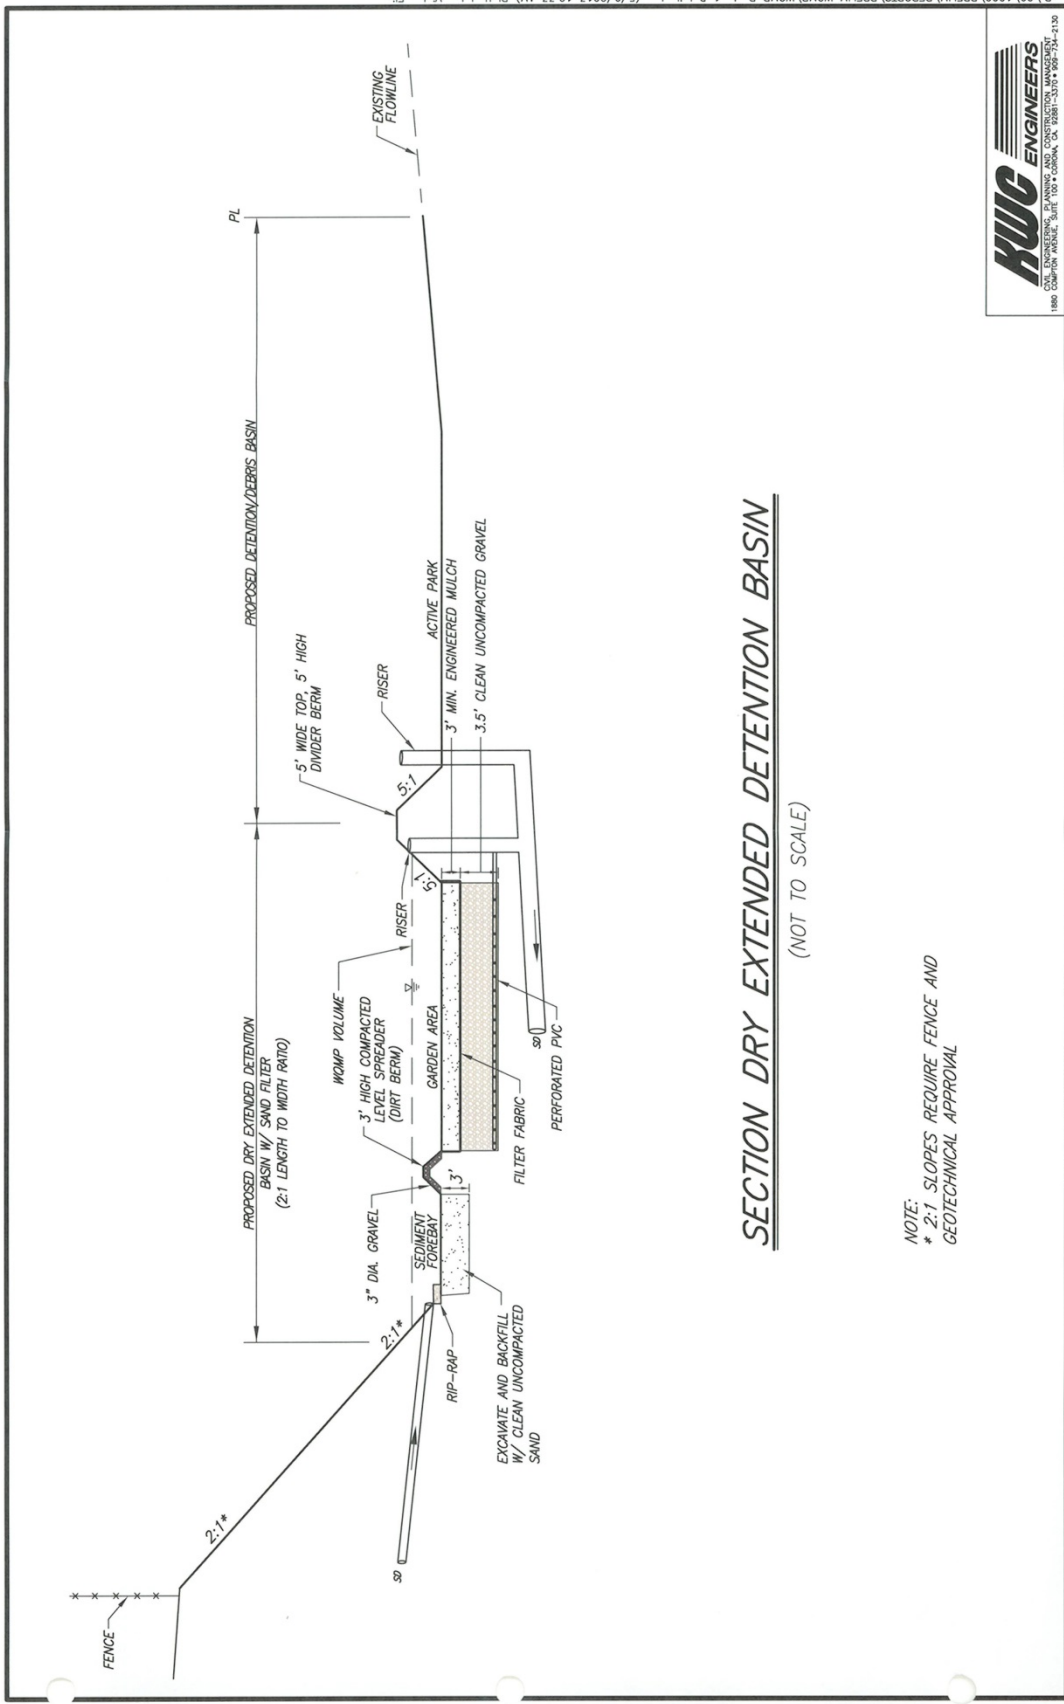 PL
EXISTING
FLOWLINE
PROPOSED DETENTION/DEBRIS BASIN
PROPOSED DRY EXTENDED DETENTION
BASIN W/ SAND FILTER
(2:1 LENGTH TO WIDTH RATIO)
5' WIDE TOP, 5' HIGH
DIVIDER BERM
FENCE
2:1*
2:1*
WQMP VOLUME
3' HIGH COMPACTED
LEVEL SPREADER
(DIRT BERM)
3" DIA. GRAVEL
RISER
RISER
5:1
5:1
SEDIMENT
FOREBAY
GARDEN AREA
ACTIVE PARK
3' MIN. ENGINEERED MULCH
3.5' CLEAN UNCOMPACTED GRAVEL
3'
SD
RIP-RAP
EXCAVATE AND BACKFILL
W/ CLEAN UNCOMPACTED
SAND
FILTER FABRIC
SD
PERFORATED PVC
SECTION DRY EXTENDED DETENTION BASIN
(NOT TO SCALE)
NOTE:
* 2:1 SLOPES REQUIRE FENCE AND
GEOTECHNICAL APPROVAL
KWC ENGINEERS
CIVIL ENGINEERING, PLANNING AND CONSTRUCTION MANAGEMENT
1880 COMPTON AVENUE, SUITE 100 • CORONA, CA. 92881-3370 • 909-734-2130